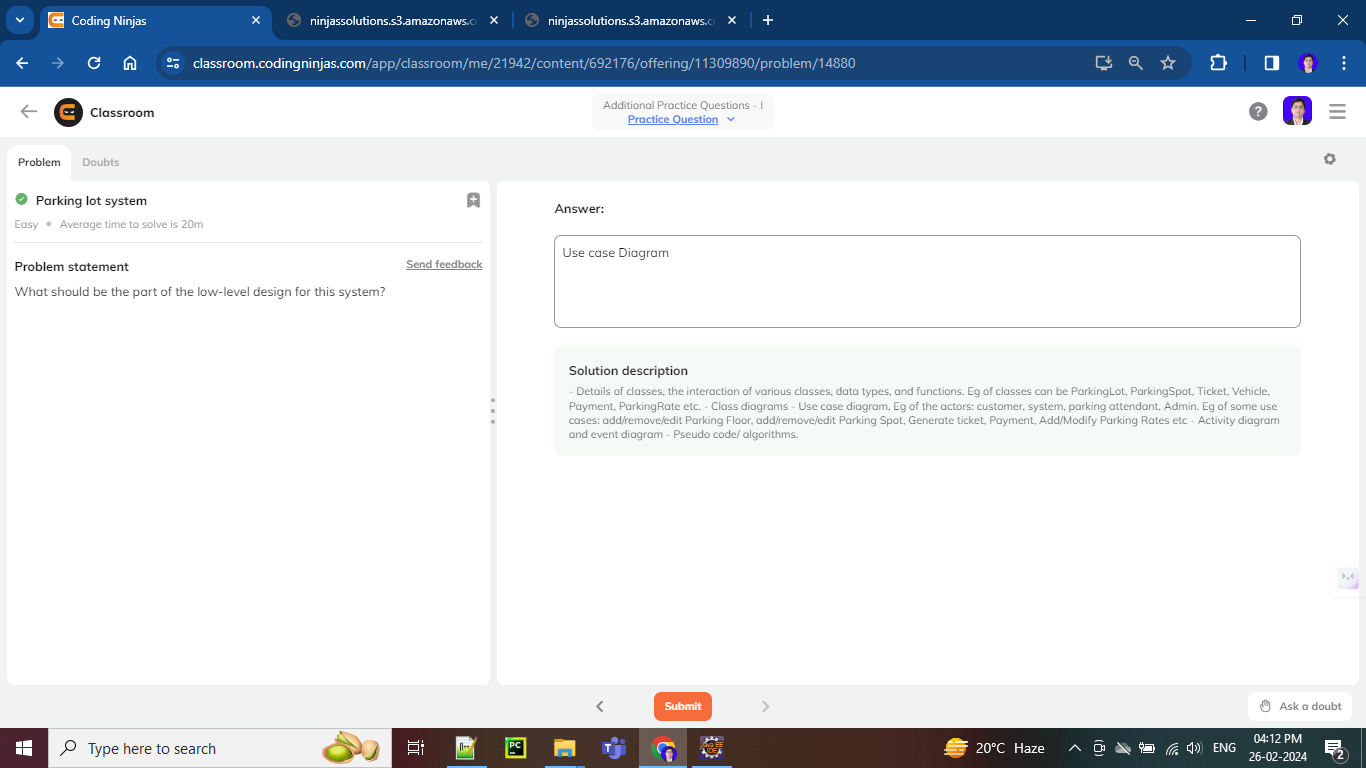 Coding Ninjas
ninjassolutions.s3.amazonaws.c
ninjassolutions.s3.amazonaws.c
classroom.codingninjas.com/app/classroom/me/21942/content/692176/offering/11309890/problem/14880
Classroom
Additional Practice Questions - I
Practice Question
Problem
Doubts
Parking lot system
Easy
Average time to solve is 20m
Problem statement
Send feedback
What should be the part of the low-level design for this system?
Answer:
Use case Diagram
Solution description
- Details of classes, the interaction of various classes, data types, and functions. Eg of classes can be ParkingLot, ParkingSpot, Ticket, Vehicle,
Payment, ParkingRate etc. - Class diagrams - Use case diagram, Eg of the actors: customer, system, parking attendant, Admin. Eg of some use
cases: add/remove/edit Parking Floor, add/remove/edit Parking Spot, Generate ticket, Payment, Add/Modify Parking Rates etc - Activity diagram
and event diagram - Pseudo code/ algorithms.
Submit
Ask a doubt
Type here to search
PC
20°C Haze
ENG
04:12 PM
26-02-2024
2